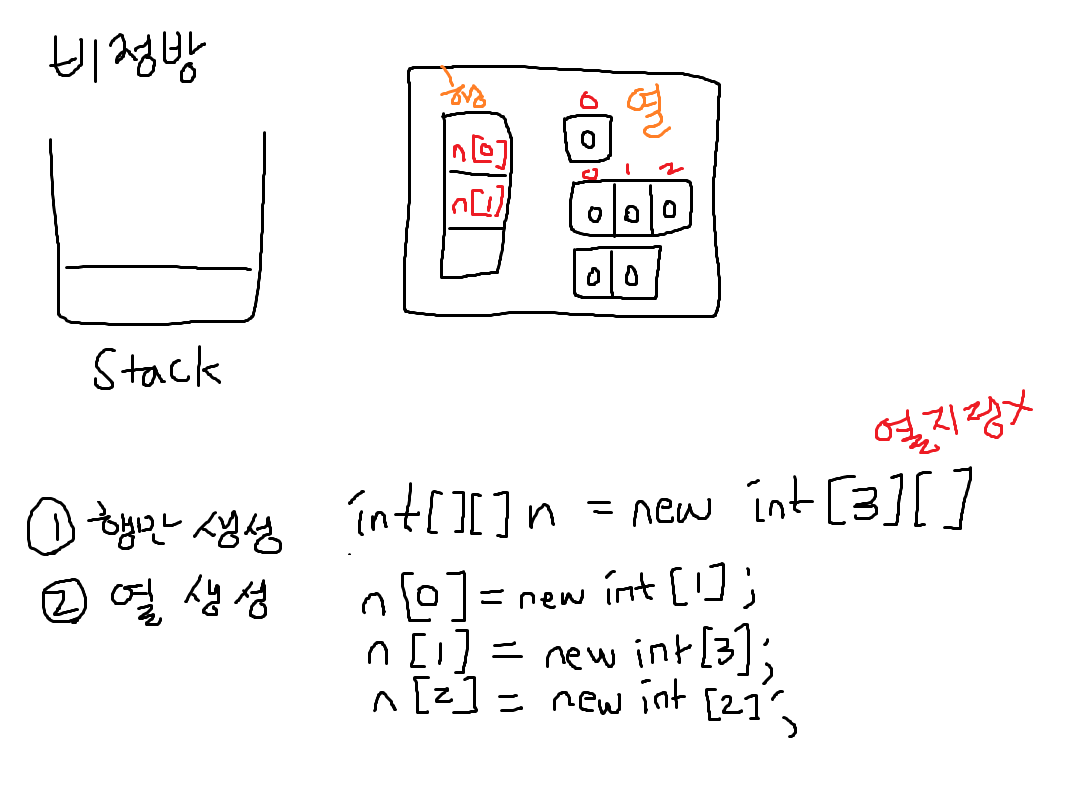 비정방
행
열
0
0
n[0]
n[1]
0 1 2
0 0 0
0 0
Stack
열지정X
① 행만 생성
int[][] n = new int[3][]
② 열 생성
n[0] = new int[1];
n[1] = new int[3];
n[2] = new int[2];